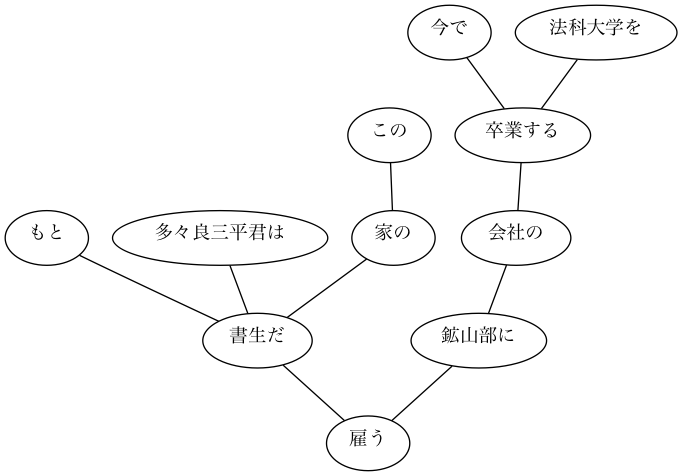 今で
法科大学を
この
卒業する
もと
多々良三平君は
家の
会社の
書生だ
鉱山部に
雇う